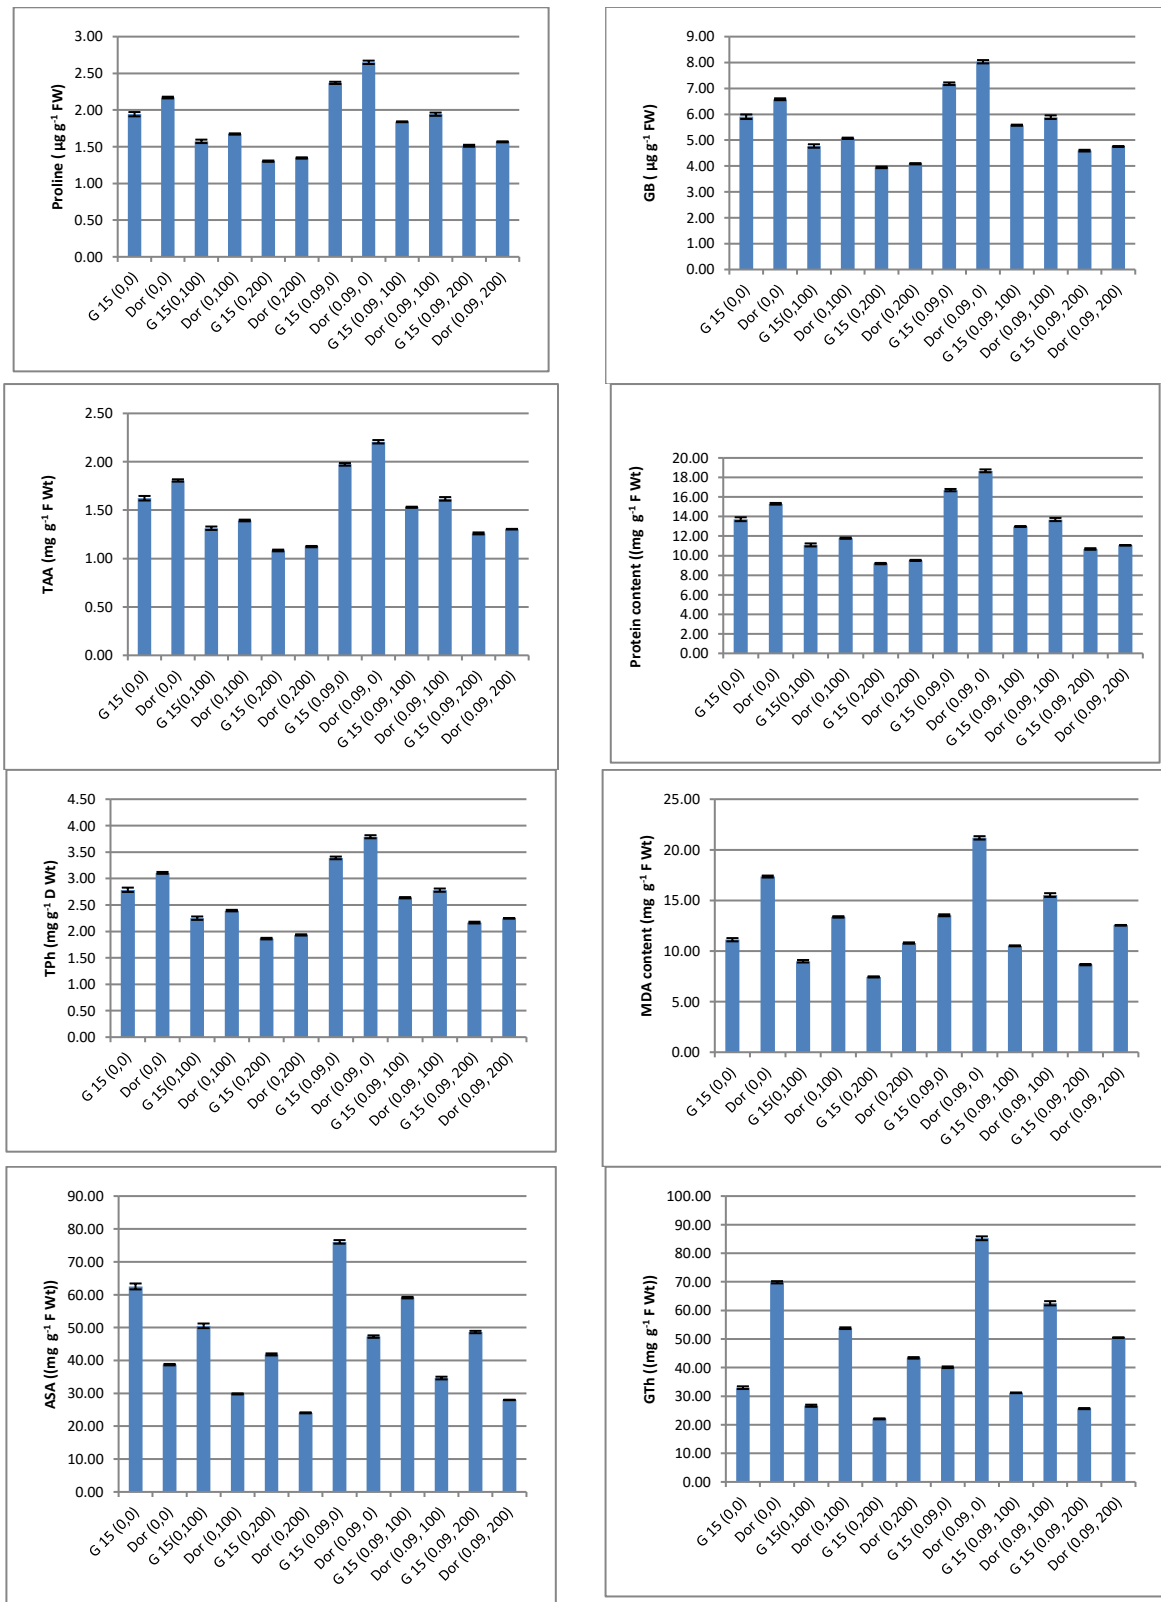 Proline ( µg g-1 FW)
3.00
2.50
2.00
1.50
1.00
0.50
0.00
G 15 (0,0)
Dor (0,0)
G 15(0,100)
Dor (0,100)
G 15 (0,200)
Dor (0,200)
G 15 (0.09,0)
Dor (0.09, 0)
G 15 (0.09, 100)
Dor (0.09, 100)
G 15 (0.09, 200)
Dor (0.09, 200)
GB ( µg g-1 FW)
9.00
8.00
7.00
6.00
5.00
4.00
3.00
2.00
1.00
0.00
G 15 (0,0)
Dor (0,0)
G 15(0,100)
Dor (0,100)
G 15 (0,200)
Dor (0,200)
G 15 (0.09,0)
Dor (0.09, 0)
G 15 (0.09, 100)
Dor (0.09, 100)
G 15 (0.09, 200)
Dor (0.09, 200)
TAA (mg g-1 F Wt)
2.50
2.00
1.50
1.00
0.50
0.00
G 15 (0,0)
Dor (0,0)
G 15(0,100)
Dor (0,100)
G 15 (0,200)
Dor (0,200)
G 15 (0.09,0)
Dor (0.09, 0)
G 15 (0.09, 100)
Dor (0.09, 100)
G 15 (0.09, 200)
Dor (0.09, 200)
Protein content ((mg g-1 F Wt)
20.00
18.00
16.00
14.00
12.00
10.00
8.00
6.00
4.00
2.00
0.00
G 15 (0,0)
Dor (0,0)
G 15(0,100)
Dor (0,100)
G 15 (0,200)
Dor (0,200)
G 15 (0.09,0)
Dor (0.09, 0)
G 15 (0.09, 100)
Dor (0.09, 100)
G 15 (0.09, 200)
Dor (0.09, 200)
TPh (mg g-1 D Wt)
4.50
4.00
3.50
3.00
2.50
2.00
1.50
1.00
0.50
0.00
G 15 (0,0)
Dor (0,0)
G 15(0,100)
Dor (0,100)
G 15 (0,200)
Dor (0,200)
G 15 (0.09,0)
Dor (0.09, 0)
G 15 (0.09, 100)
Dor (0.09, 100)
G 15 (0.09, 200)
Dor (0.09, 200)
MDA content (mg g-1 F Wt)
25.00
20.00
15.00
10.00
5.00
0.00
G 15 (0,0)
Dor (0,0)
G 15(0,100)
Dor (0,100)
G 15 (0,200)
Dor (0,200)
G 15 (0.09,0)
Dor (0.09, 0)
G 15 (0.09, 100)
Dor (0.09, 100)
G 15 (0.09, 200)
Dor (0.09, 200)
ASA ((mg g-1 F Wt))
90.00
80.00
70.00
60.00
50.00
40.00
30.00
20.00
10.00
0.00
G 15 (0,0)
Dor (0,0)
G 15(0,100)
Dor (0,100)
G 15 (0,200)
Dor (0,200)
G 15 (0.09,0)
Dor (0.09, 0)
G 15 (0.09, 100)
Dor (0.09, 100)
G 15 (0.09, 200)
Dor (0.09, 200)
GTh ((mg g-1 F Wt))
100.00
90.00
80.00
70.00
60.00
50.00
40.00
30.00
20.00
10.00
0.00
G 15 (0,0)
Dor (0,0)
G 15(0,100)
Dor (0,100)
G 15 (0,200)
Dor (0,200)
G 15 (0.09,0)
Dor (0.09, 0)
G 15 (0.09, 100)
Dor (0.09, 100)
G 15 (0.09, 200)
Dor (0.09, 200)